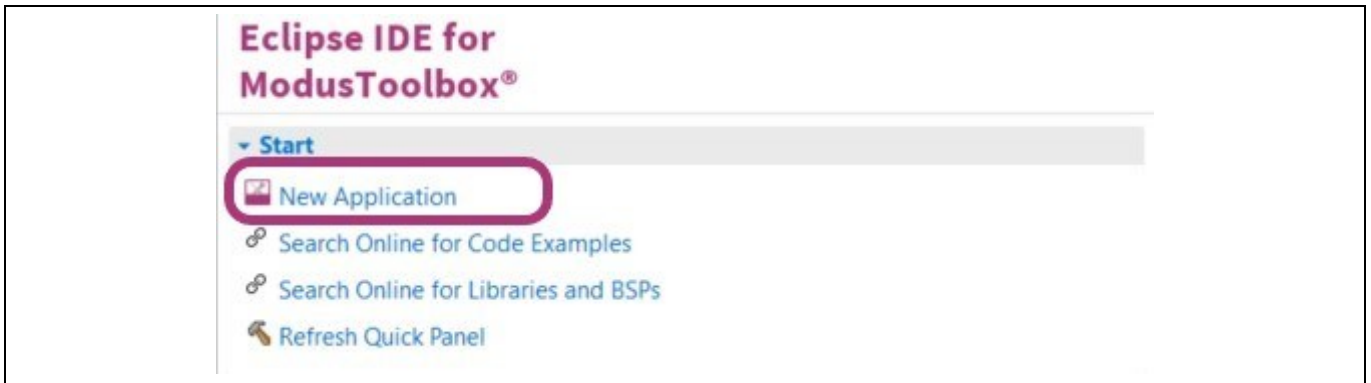 Eclipse IDE for
ModusToolbox®
Start
New Application
Search Online for Code Examples
Search Online for Libraries and BSPs
Refresh Quick Panel